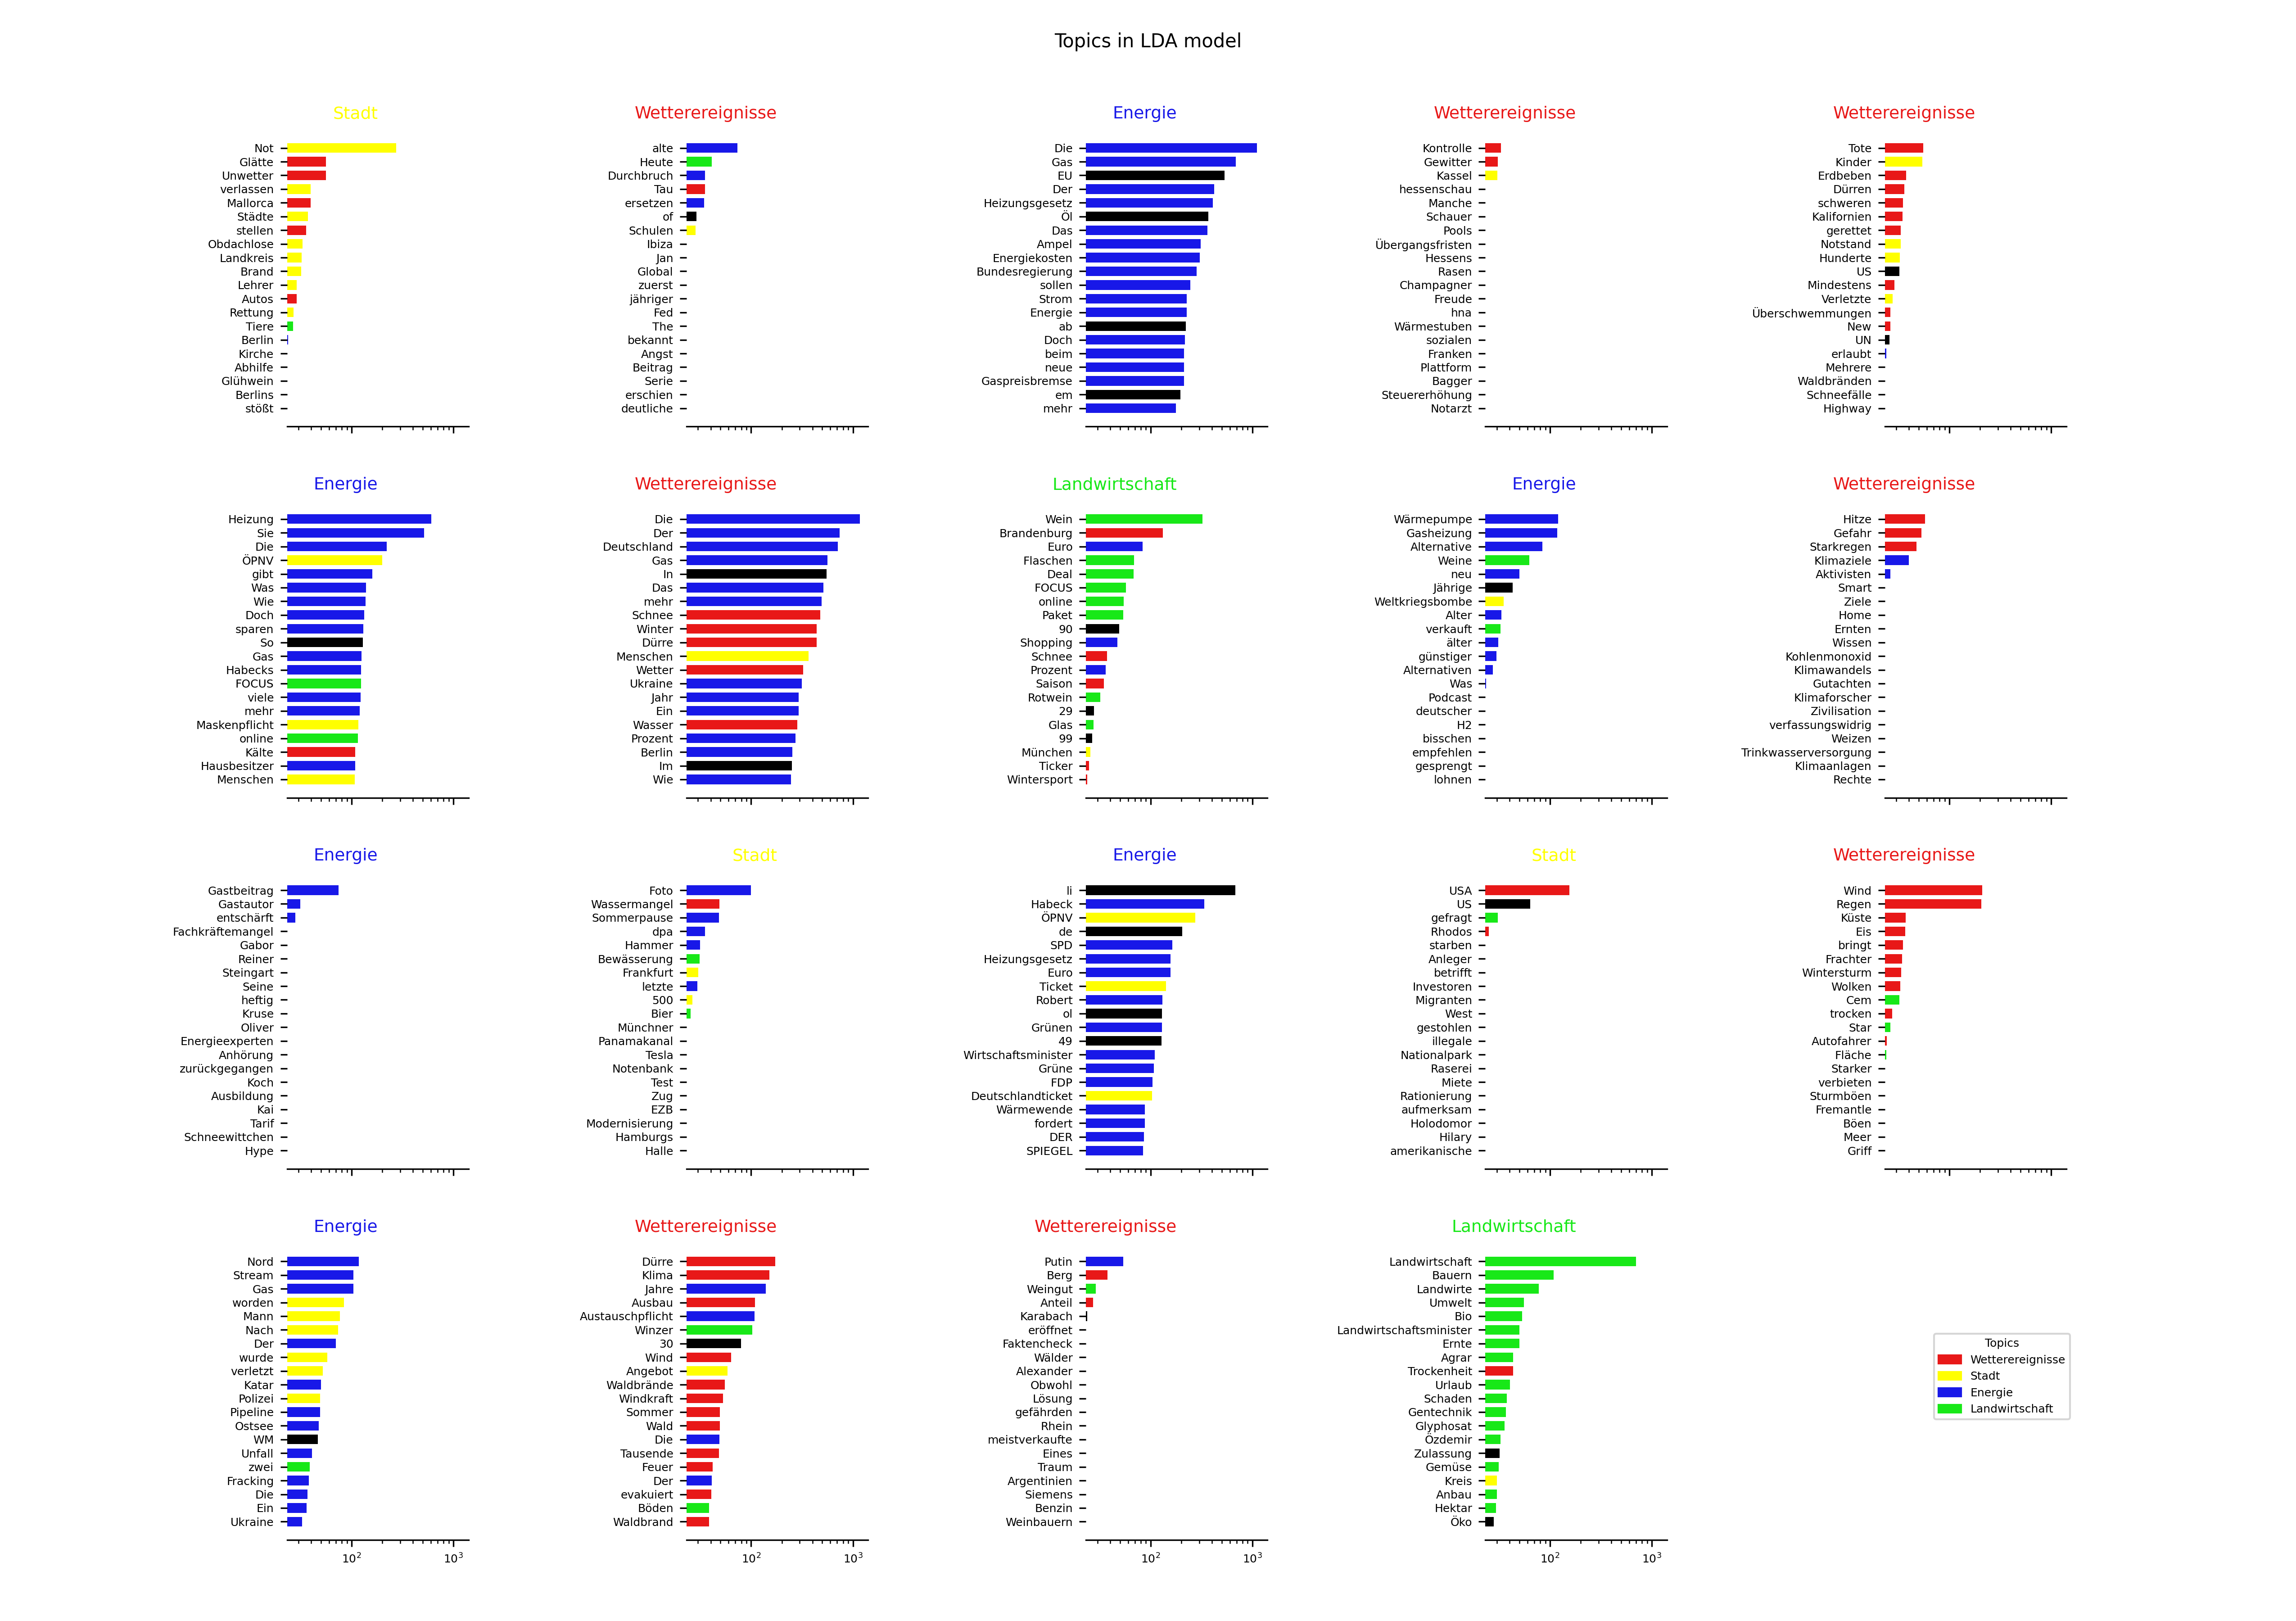 Topics in LDA model
Stadt
Not
Glätte
Unwetter
verlassen
Mallorca
Städte
stellen
Obdachlose
Landkreis
Brand
Lehrer
Autos
Rettung
Tiere
Berlin
Kirche
Abhilfe
Glühwein
Berlins
stößt
Wetterereignisse
alte
Heute
Durchbruch
Tau
ersetzen
of
Schulen
Ibiza
Jan
Global
zuerst
jähriger
Fed
The
bekannt
Angst
Beitrag
Serie
erschien
deutliche
Energie
Die
Gas
EU
Der
Heizungsgesetz
Öl
Das
Ampel
Energiekosten
Bundesregierung
sollen
Strom
Energie
ab
Doch
beim
neue
Gaspreisbremse
em
mehr
Wetterereignisse
Kontrolle
Gewitter
Kassel
hessenschau
Manche
Schauer
Pools
Übergangsfristen
Hessens
Rasen
Champagner
Freude
hna
Wärmestuben
sozialen
Franken
Plattform
Bagger
Steuererhöhung
Notarzt
Wetterereignisse
Tote
Kinder
Erdbeben
Dürren
schweren
Kalifornien
gerettet
Notstand
Hunderte
US
Mindestens
Verletzte
Überschwemmungen
New
UN
erlaubt
Mehrere
Waldbränden
Schneefälle
Highway
Energie
Heizung
Sie
Die
ÖPNV
gibt
Was
Wie
Doch
sparen
So
Gas
Habecks
FOCUS
viele
mehr
Maskenpflicht
online
Kälte
Hausbesitzer
Menschen
Wetterereignisse
Die
Der
Deutschland
Gas
In
Das
mehr
Schnee
Winter
Dürre
Menschen
Wetter
Ukraine
Jahr
Ein
Wasser
Prozent
Berlin
Im
Wie
Landwirtschaft
Wein
Brandenburg
Euro
Flaschen
Deal
FOCUS
online
Paket
90
Shopping
Schnee
Prozent
Saison
Rotwein
29
Glas
99
München
Ticker
Wintersport
Energie
Wärmepumpe
Gasheizung
Alternative
Weine
neu
Jährige
Weltkriegsbombe
Alter
verkauft
älter
günstiger
Alternativen
Was
Podcast
deutscher
H2
bisschen
empfehlen
gesprengt
lohnen
Wetterereignisse
Hitze
Gefahr
Starkregen
Klimaziele
Aktivisten
Smart
Ziele
Home
Ernten
Wissen
Kohlenmonoxid
Klimawandels
Gutachten
Klimaforscher
Zivilisation
verfassungswidrig
Weizen
Trinkwasserversorgung
Klimaanlagen
Rechte
Energie
Gastbeitrag
Gastautor
entschärft
Fachkräftemangel
Gabor
Reiner
Steingart
Seine
heftig
Kruse
Oliver
Energieexperten
Anhörung
zurückgegangen
Koch
Ausbildung
Kai
Tarif
Schneewittchen
Hype
Stadt
Foto
Wassermangel
Sommerpause
dpa
Hammer
Bewässerung
Frankfurt
letzte
500
Bier
Münchner
Panamakanal
Tesla
Notenbank
Test
Zug
EZB
Modernisierung
Hamburgs
Halle
Energie
li
Habeck
ÖPNV
de
SPD
Heizungsgesetz
Euro
Ticket
Robert
ol
Grünen
49
Wirtschaftsminister
Grüne
FDP
Deutschlandticket
Wärmewende
fordert
DER
SPIEGEL
Stadt
USA
US
gefragt
Rhodos
starben
Anleger
betrifft
Investoren
Migranten
West
gestohlen
illegale
Nationalpark
Raserei
Miete
Rationierung
aufmerksam
Holodomor
Hilary
amerikanische
Wetterereignisse
Wind
Regen
Küste
Eis
bringt
Frachter
Wintersturm
Wolken
Cem
trocken
Star
Autofahrer
Fläche
Starker
verbieten
Sturmböen
Fremantle
Böen
Meer
Griff
Energie
Nord
Stream
Gas
worden
Mann
Nach
Der
wurde
verletzt
Katar
Polizei
Pipeline
Ostsee
WM
Unfall
zwei
Fracking
Die
Ein
Ukraine
10² 10³
Wetterereignisse
Dürre
Klima
Jahre
Ausbau
Austauschpflicht
Winzer
30
Wind
Angebot
Waldbrände
Windkraft
Sommer
Wald
Die
Tausende
Feuer
Der
evakuiert
Böden
Waldbrand
10² 10³
Wetterereignisse
Putin
Berg
Weingut
Anteil
Karabach
eröffnet
Faktencheck
Wälder
Alexander
Obwohl
Lösung
gefährden
Rhein
meistverkaufte
Eines
Traum
Argentinien
Siemens
Benzin
Weinbauern
10² 10³
Landwirtschaft
Landwirtschaft
Bauern
Landwirte
Umwelt
Bio
Landwirtschaftsminister
Ernte
Agrar
Trockenheit
Urlaub
Schaden
Gentechnik
Glyphosat
Özdemir
Zulassung
Gemüse
Kreis
Anbau
Hektar
Öko
10² 10³
Topics
Wetterereignisse
Stadt
Energie
Landwirtschaft